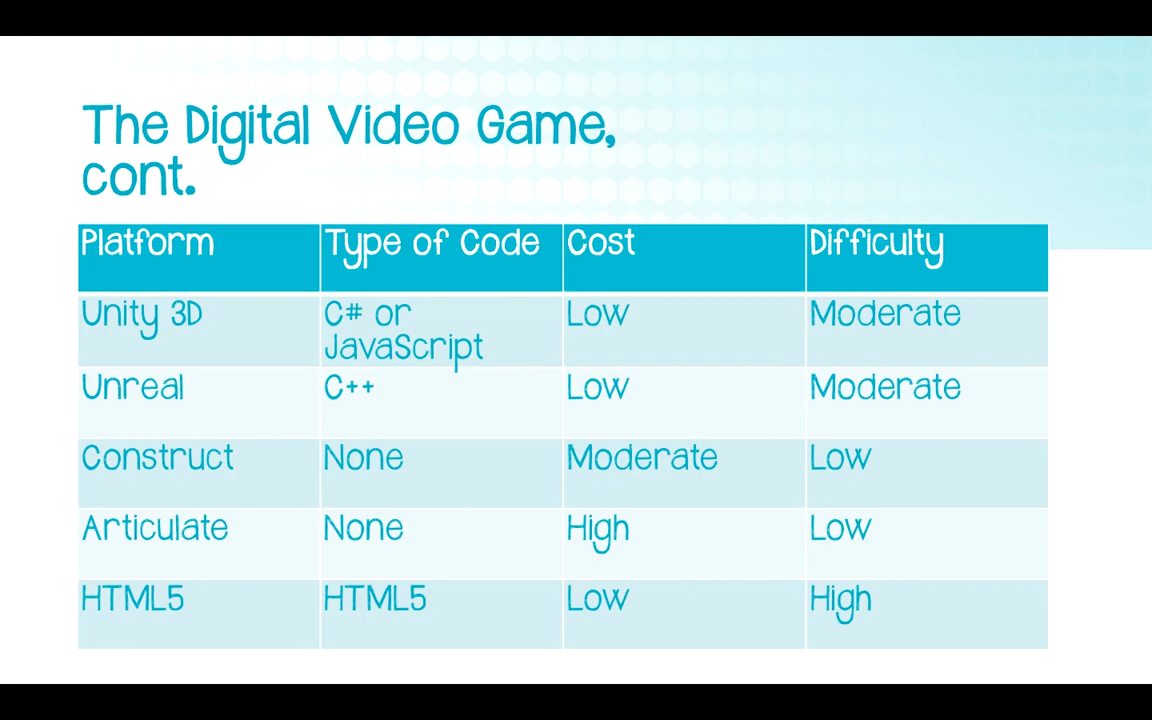 The Digital Video Game,
cont.
Platform Type of Code Cost Difficulty
Unity 3D C# or JavaScript Low Moderate
Unreal C++ Low Moderate
Construct None Moderate Low
Articulate None High Low
HTML5 HTML5 Low High